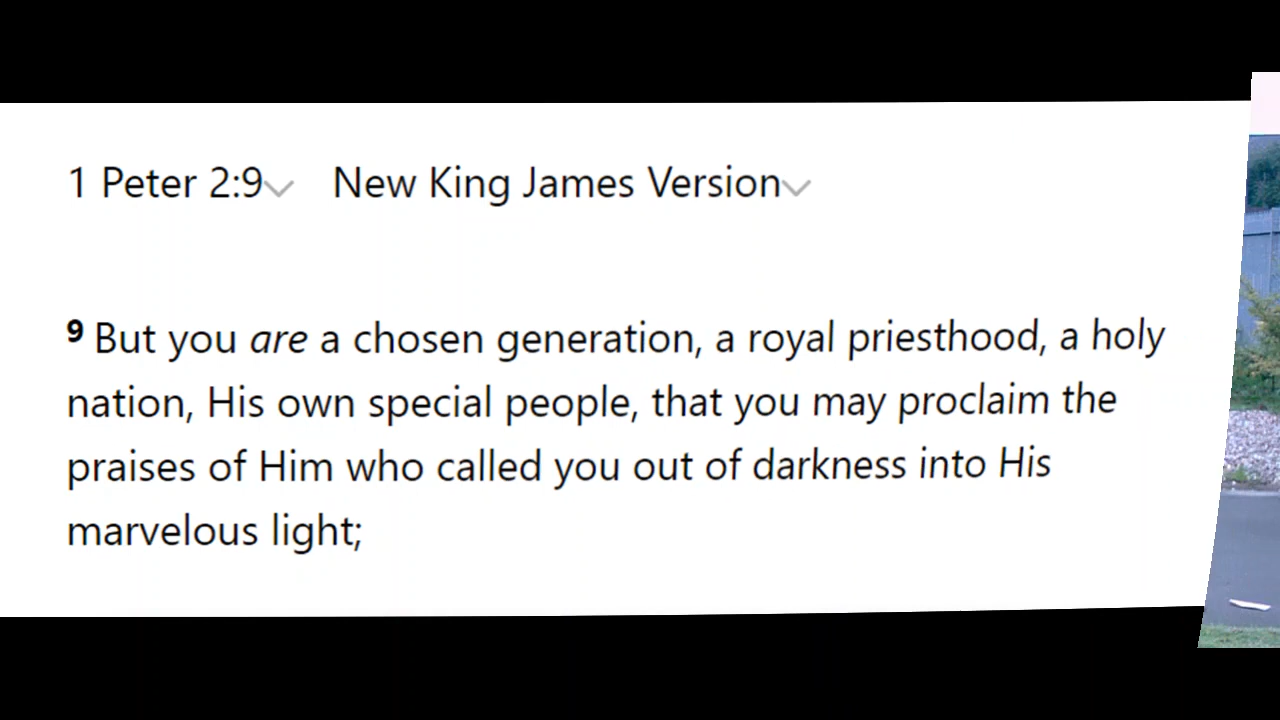 1 Peter 2:9 New King James Version
9 But you are a chosen generation, a royal priesthood, a holy
nation, His own special people, that you may proclaim the
praises of Him who called you out of darkness into His
marvelous light;